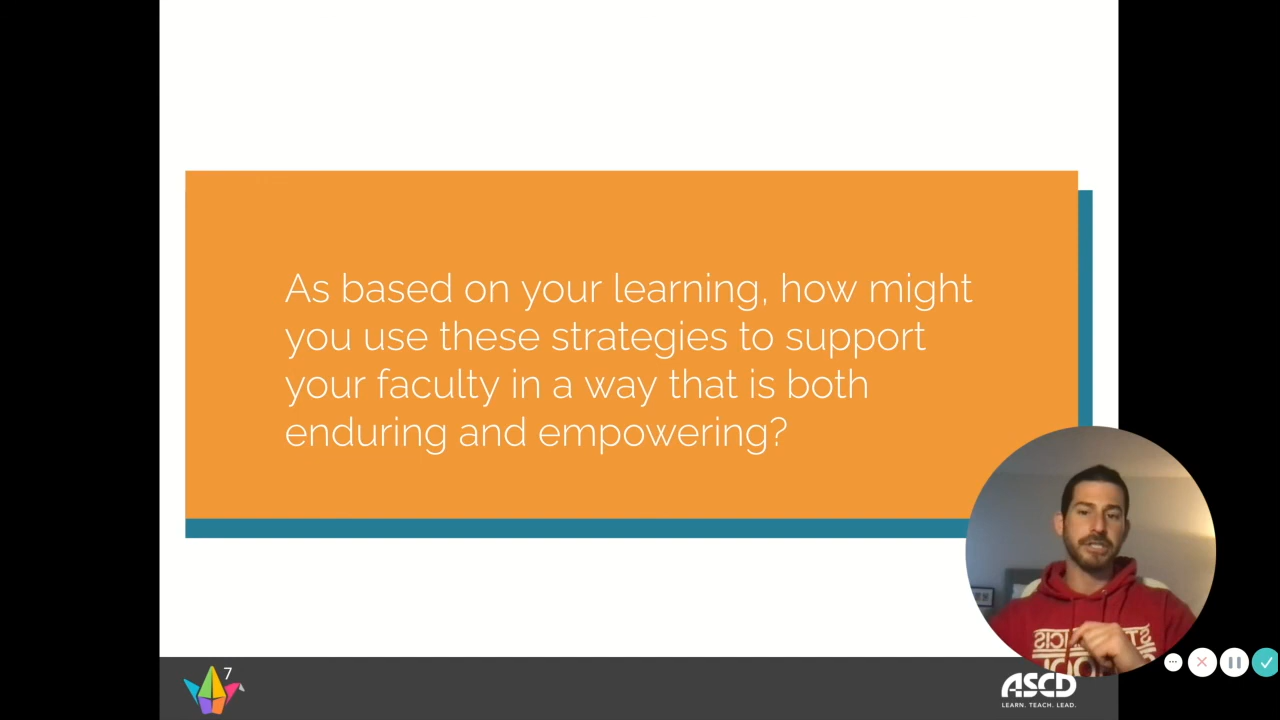 As based on your learning, how might
you use these strategies to support
your faculty in a way that is both
enduring and empowering?
7
ASCD
LEARN. TEACH. LEAD.